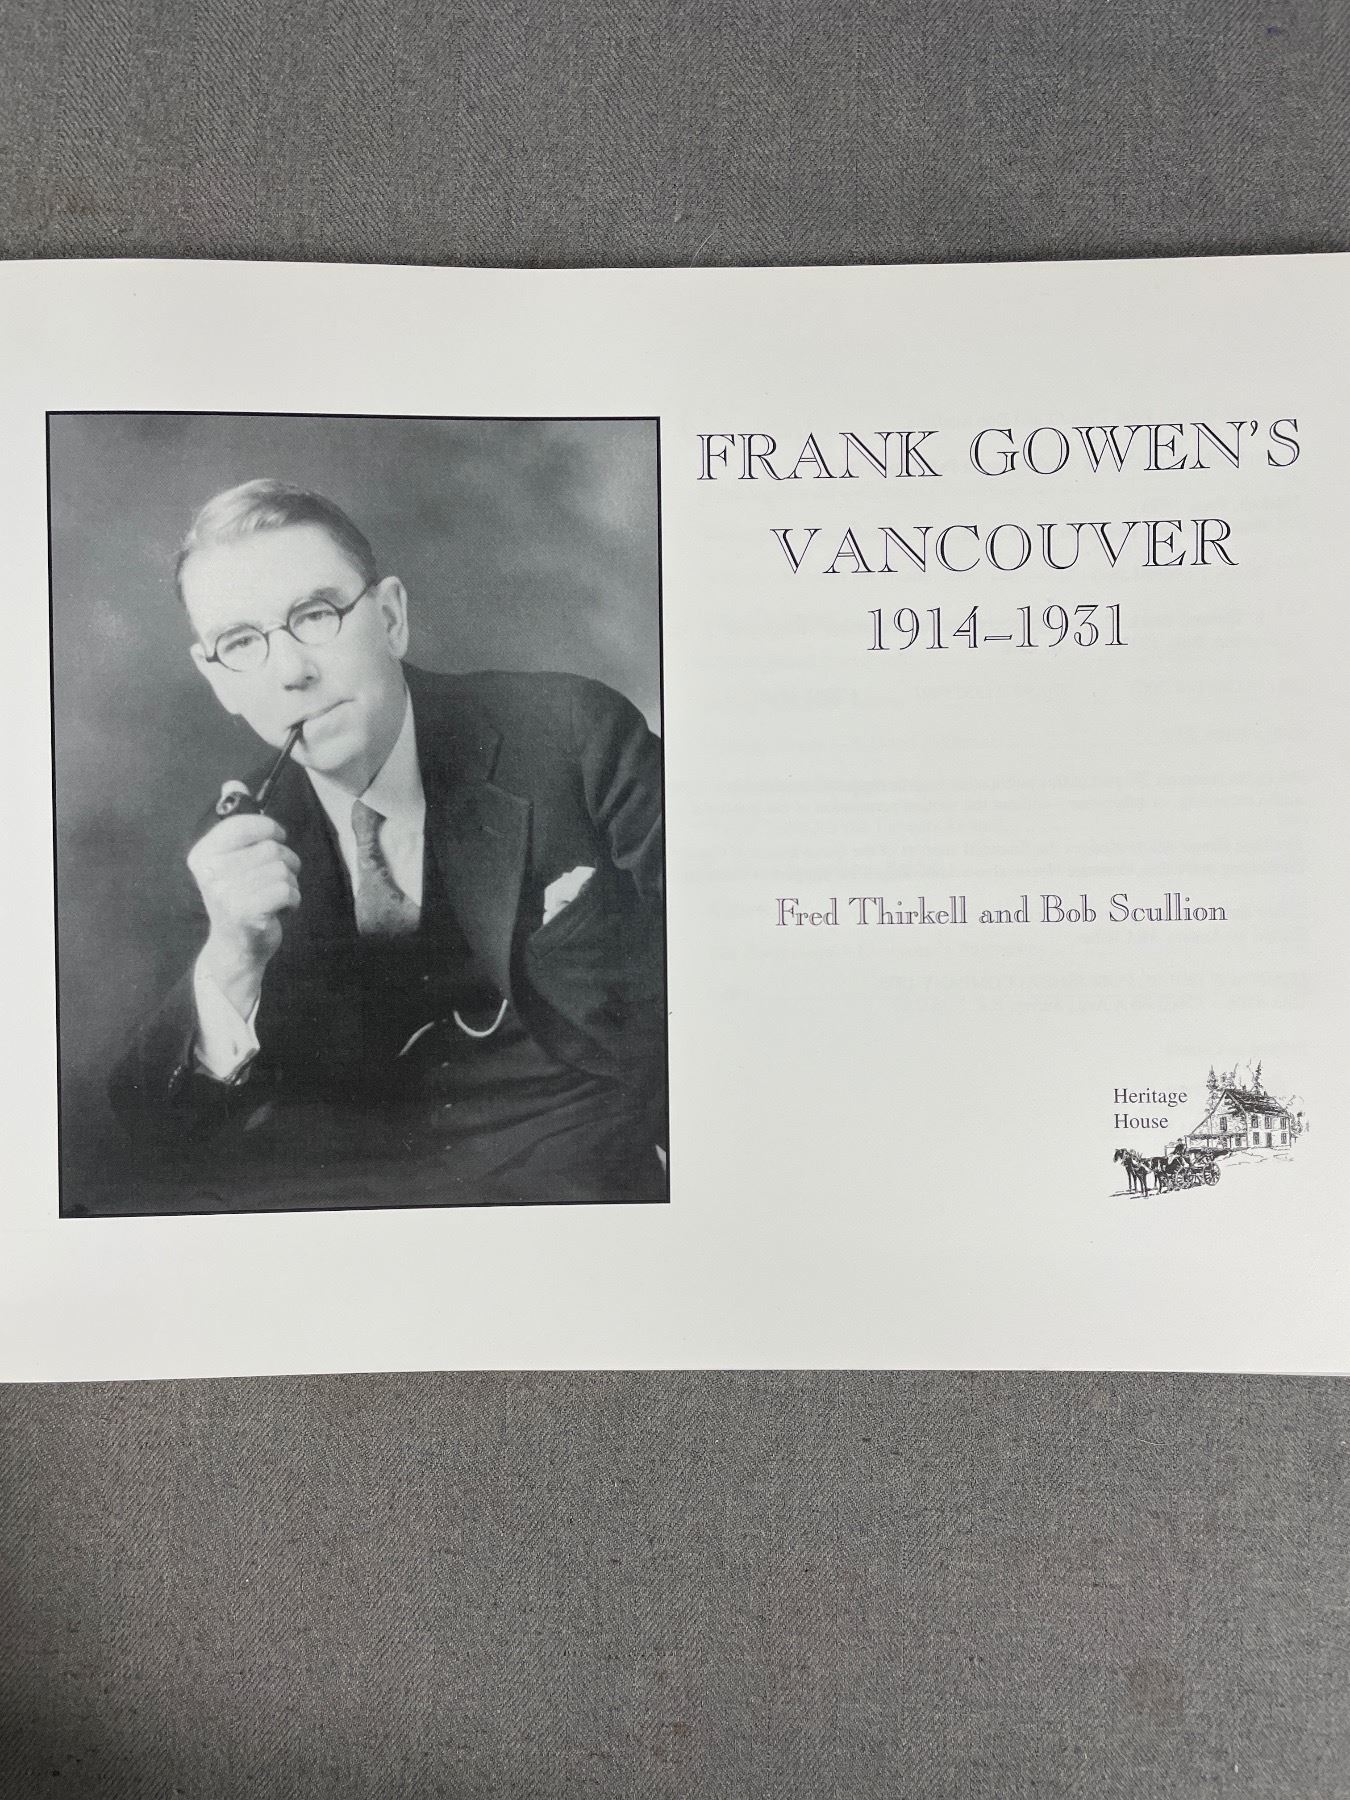 FRANK GOWEN'S
VANCOUVER
1914–1931
Fred Thirkell and Bob Scullion
Heritage
House